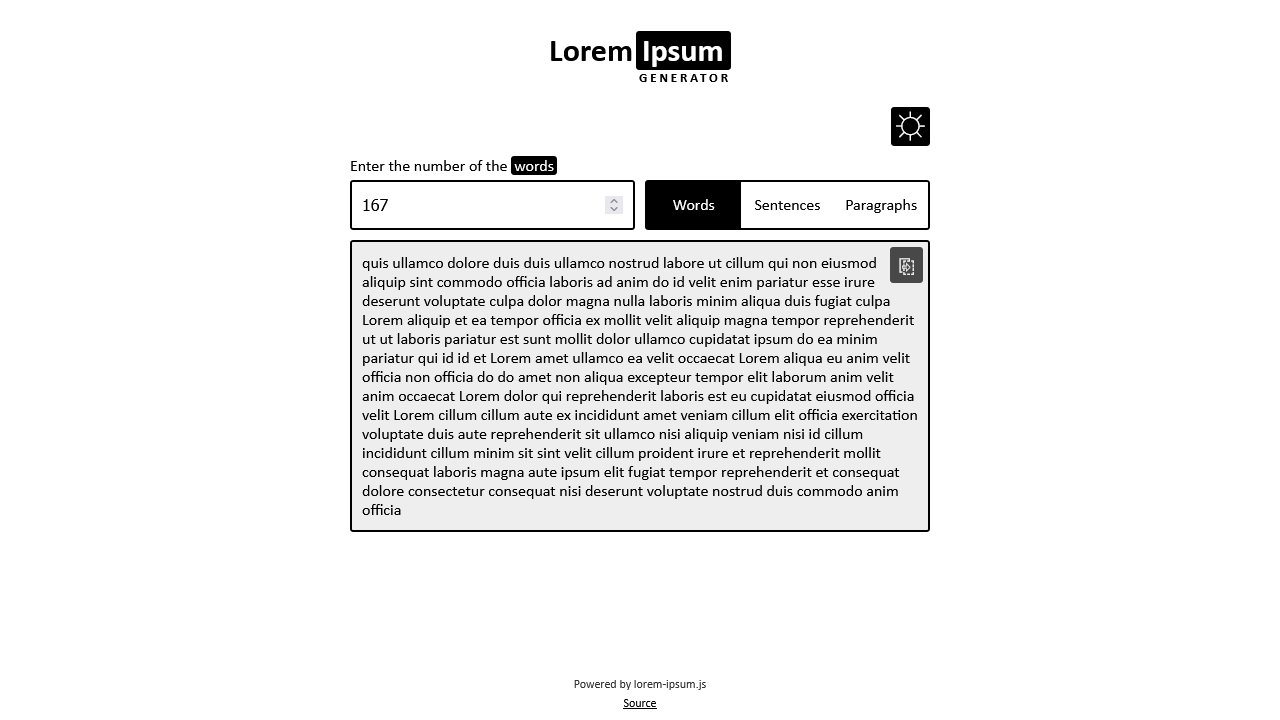 Lorem Ipsum
GENERATOR
Enter the number of the words
167
Words Sentences Paragraphs
quis ullamco dolore duis duis ullamco nostrud labore ut cillum qui non eiusmod
aliquip sint commodo officia laboris ad anim do id velit enim pariatur esse irure
deserunt voluptate culpa dolor magna nulla laboris minim aliqua duis fugiat culpa
Lorem aliquip et ea tempor officia ex mollit velit aliquip magna tempor reprehenderit
ut ut laboris pariatur est sunt mollit dolor ullamco cupidatat ipsum do ea minim
pariatur qui id id et Lorem amet ullamco ea velit occaecat Lorem aliqua eu anim velit
officia non officia do do amet non aliqua excepteur tempor elit laborum anim velit
anim occaecat Lorem dolor qui reprehenderit laboris est eu cupidatat eiusmod officia
velit Lorem cillum cillum aute ex incididunt amet veniam cillum elit officia exercitation
voluptate duis aute reprehenderit sit ullamco nisi aliquip veniam nisi id cillum
incididunt cillum minim sit sint velit cillum proident irure et reprehenderit mollit
consequat laboris magna aute ipsum elit fugiat tempor reprehenderit et consequat
dolore consectetur consequat nisi deserunt voluptate nostrud duis commodo anim
officia
Powered by lorem-ipsum.js
Source